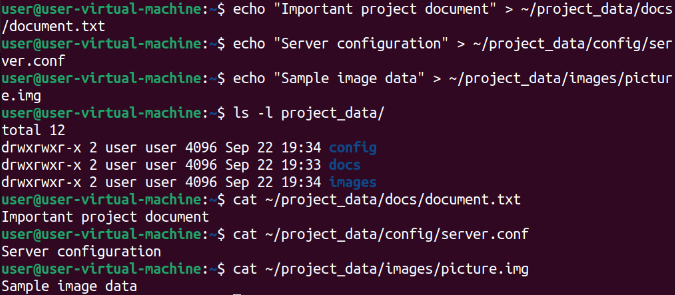 user@user-virtual-machine:~$ echo "Important project document" > ~/project_data/docs
/document.txt
user@user-virtual-machine:~$ echo "Server configuration" > ~/project_data/config/ser
ver.conf
user@user-virtual-machine:~$ echo "Sample image data" > ~/project_data/images/pictur
e.img
user@user-virtual-machine:~$ ls -l project_data/
total 12
drwxrwxr-x 2 user user 4096 Sep 22 19:34 config
drwxrwxr-x 2 user user 4096 Sep 22 19:33 docs
drwxrwxr-x 2 user user 4096 Sep 22 19:34 images
user@user-virtual-machine:~$ cat ~/project_data/docs/document.txt
Important project document
user@user-virtual-machine:~$ cat ~/project_data/config/server.conf
Server configuration
user@user-virtual-machine:~$ cat ~/project_data/images/picture.img
Sample image data